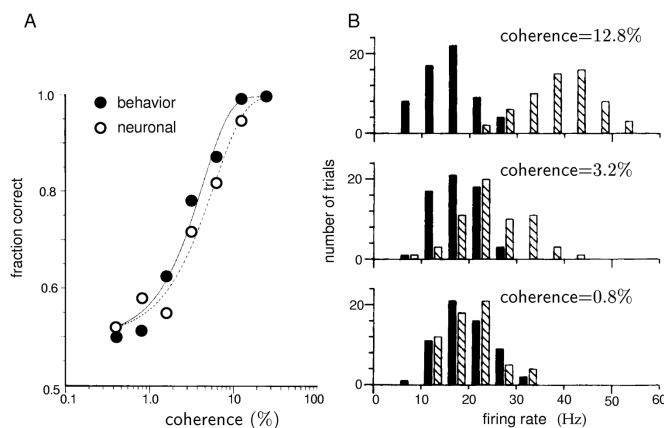 A
fraction correct
1.0
0.8
0.6
0.5
behavior
neuronal
0.1
1.0
10
100
coherence (%)
B
number of trials
coherence=12.8%
20
0
coherence=3.2%
20
0
coherence=0.8%
20
0
0
10
20
30
40
50
60
firing rate (Hz)